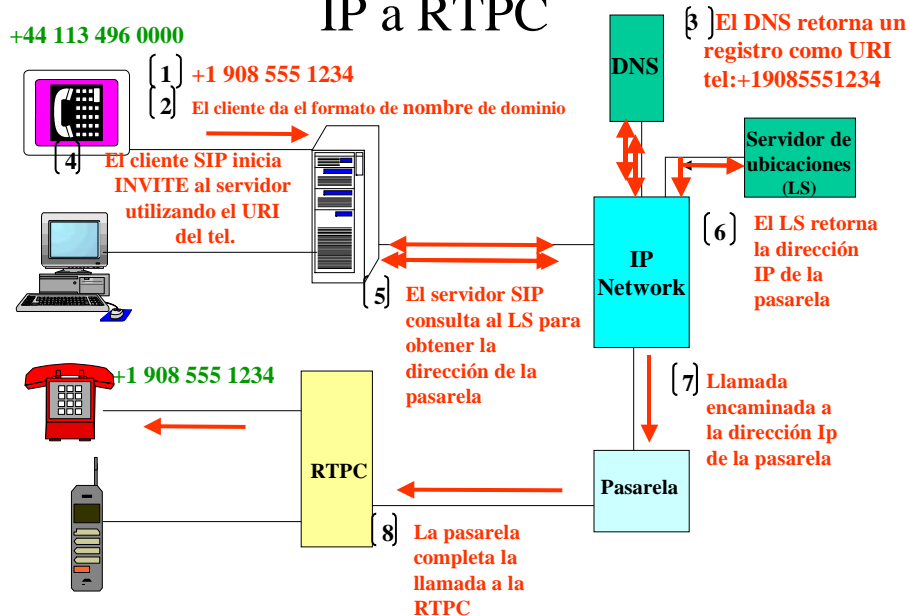 IP a RTPC
+44 113 496 0000
[1] +1 908 555 1234
[2] El cliente da el formato de nombre de dominio
[3] El DNS retorna un
registro como URI
tel:+19085551234
DNS
[4] El cliente SIP inicia
INVITE al servidor
utilizando el URI
del tel.
Servidor de
ubicaciones
(LS)
IP
Network
[5] El servidor SIP
consulta al LS para
obtener la
dirección de la
pasarela
[6] El LS retorna
la dirección
IP de la
pasarela
+1 908 555 1234
[7] Llamada
encaminada a
la dirección Ip
de la pasarela
RTPC
Pasarela
[8] La pasarela
completa la
llamada a la
RTPC